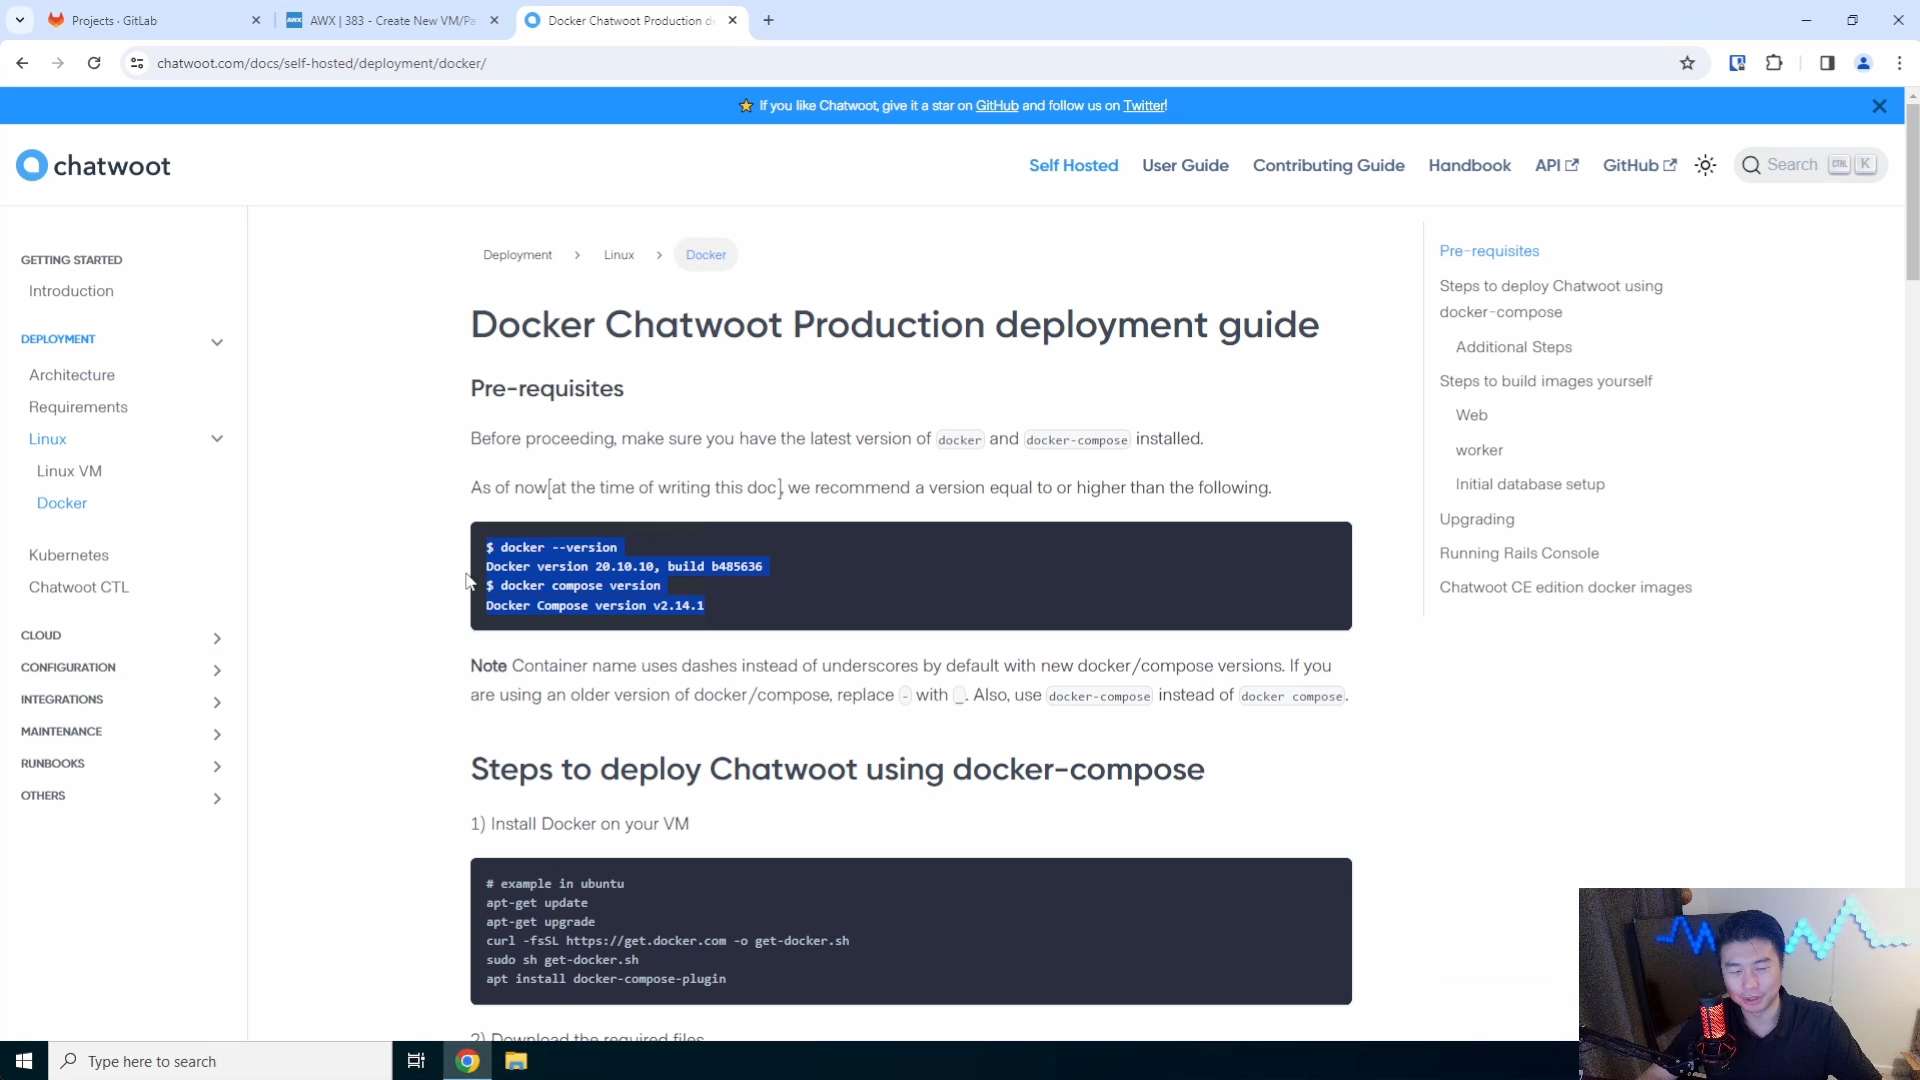 Projects · GitLab
AWX | 383 - Create New VM/Pa
Docker Chatwoot Production d
chatwoot.com/docs/self-hosted/deployment/docker/
⭐ If you like Chatwoot, give it a star on GitHub and follow us on Twitter!
chatwoot
Self Hosted
User Guide
Contributing Guide
Handbook
API
GitHub
Search
CTRL
K
GETTING STARTED
Introduction
DEPLOYMENT
Architecture
Requirements
Linux
Linux VM
Docker
Kubernetes
Chatwoot CTL
CLOUD
CONFIGURATION
INTEGRATIONS
MAINTENANCE
RUNBOOKS
OTHERS
Deployment > Linux > Docker
Docker Chatwoot Production deployment guide
Pre-requisites
Before proceeding, make sure you have the latest version of docker and docker-compose installed.
As of now[at the time of writing this doc], we recommend a version equal to or higher than the following.
$ docker --version
Docker version 20.10.10, build b485636
$ docker compose version
Docker Compose version v2.14.1
Note Container name uses dashes instead of underscores by default with new docker/compose versions. If you
are using an older version of docker/compose, replace - with _. Also, use docker-compose instead of docker compose.
Steps to deploy Chatwoot using docker-compose
1) Install Docker on your VM
# example in ubuntu
apt-get update
apt-get upgrade
curl -fsSL https://get.docker.com -o get-docker.sh
sudo sh get-docker.sh
apt install docker-compose-plugin
2) Download the required files
Pre-requisites
Steps to deploy Chatwoot using
docker-compose
Additional Steps
Steps to build images yourself
Web
worker
Initial database setup
Upgrading
Running Rails Console
Chatwoot CE edition docker images
Type here to search